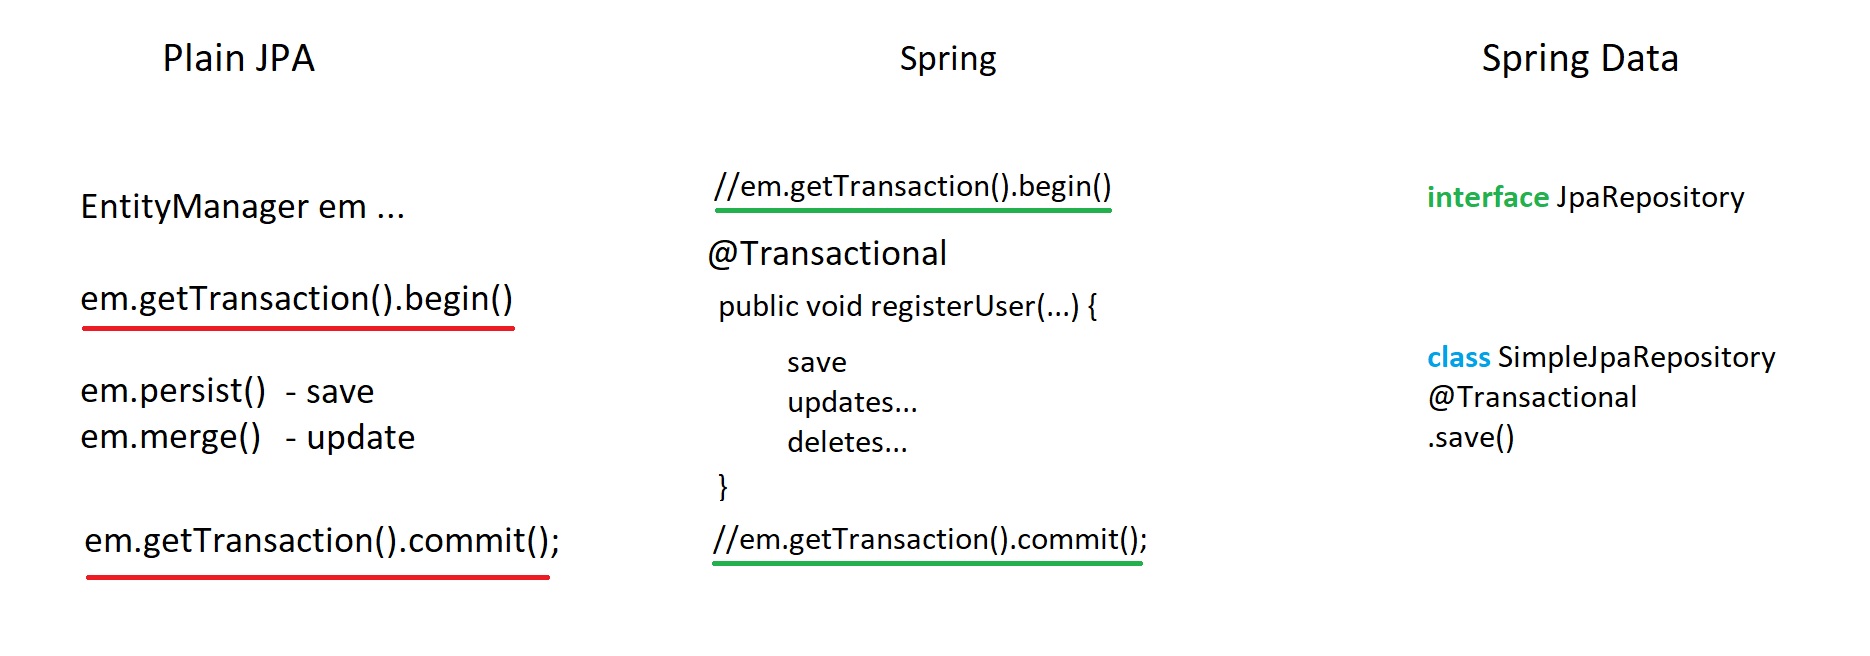 Plain JPA
EntityManager em ...
em.getTransaction().begin()
em.persist() - save
em.merge() - update
em.getTransaction().commit();
Spring
//em.getTransaction().begin()
@Transactional
public void registerUser(...) {
save
updates...
deletes...
}
//em.getTransaction().commit();
Spring Data
interface JpaRepository
class SimpleJpaRepository
@Transactional
.save()